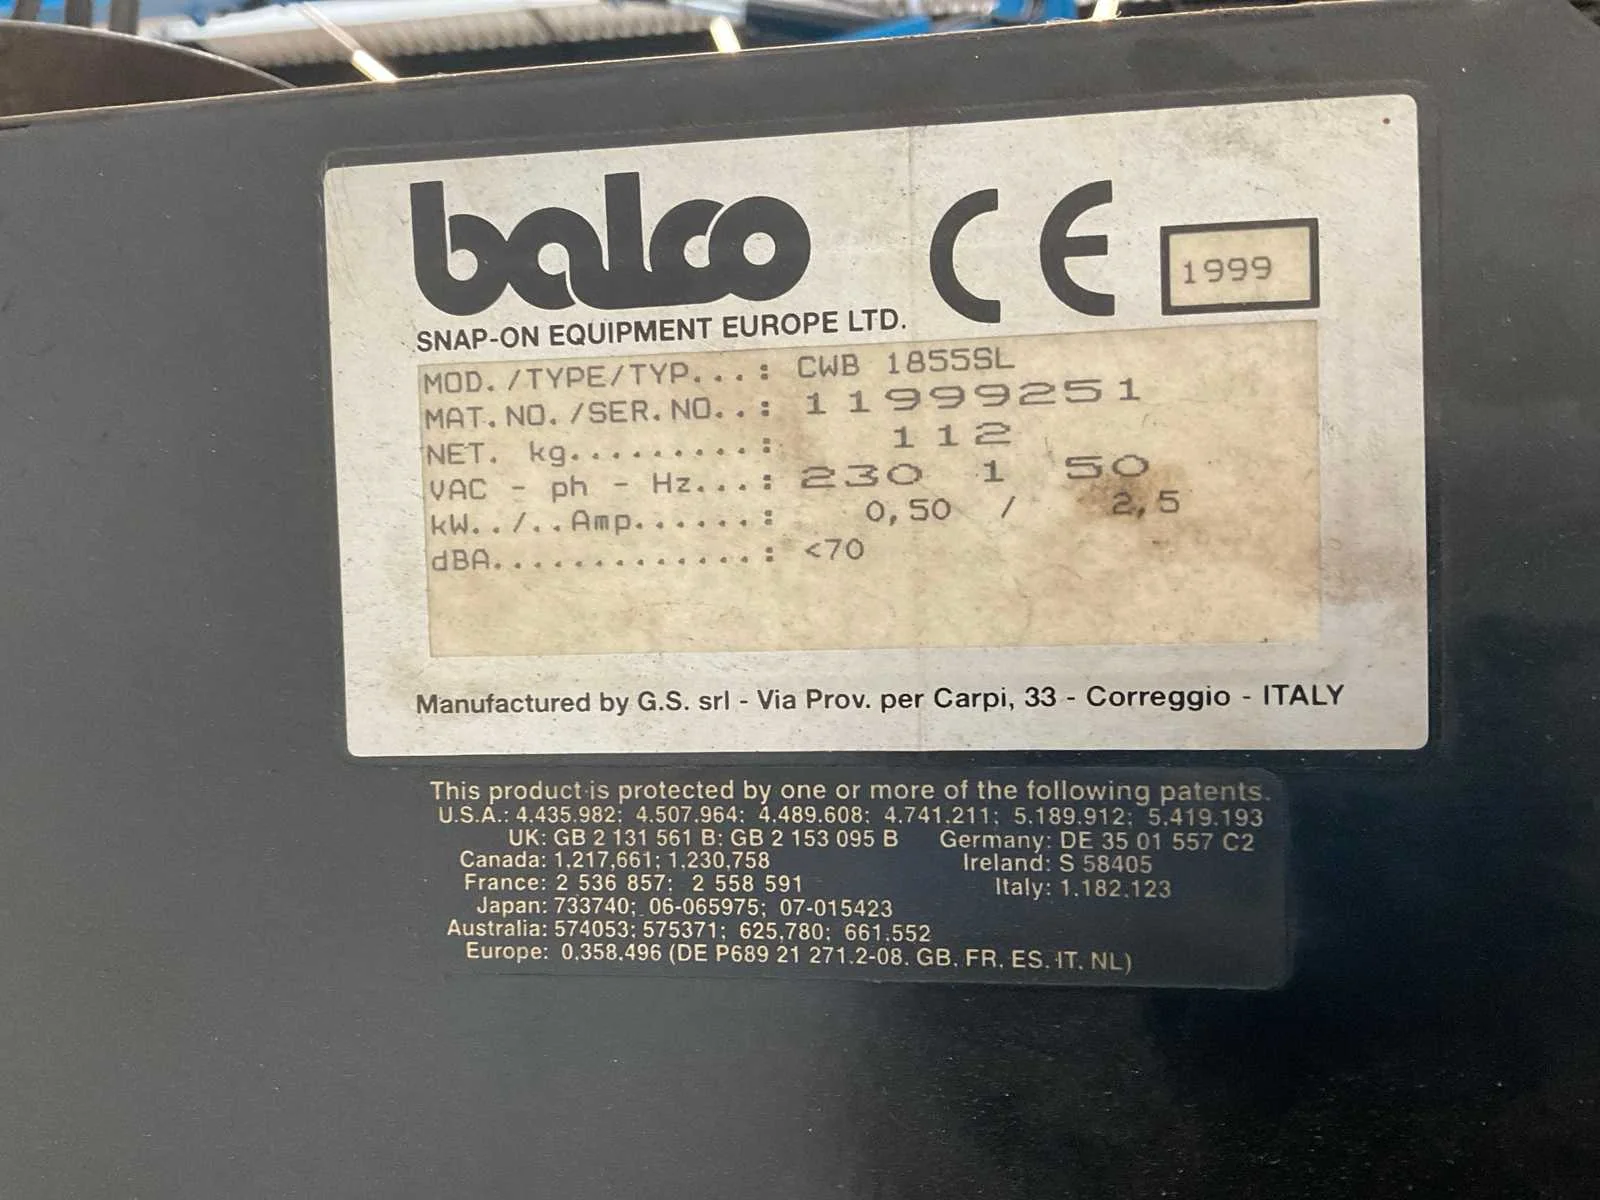 balco CE 1999
SNAP-ON EQUIPMENT EUROPE LTD.
MOD./TYPE/TYP...: CWB 1855SL
MAT.NO./SER.NO..: 11999251
NET. kg.........: 112
VAC - ph - Hz...: 230 1 50
kW../..Amp......: 0,50 / 2,5
dBA.............: <70
Manufactured by G.S. srl - Via Prov. per Carpi, 33 - Correggio - ITALY
This product is protected by one or more of the following patents.
U.S.A.: 4.435.982; 4.507.964; 4.489.608; 4.741.211; 5.189.912; 5.419.193
UK: GB 2 131 561 B; GB 2 153 095 B Germany: DE 35 01 557 C2
Canada: 1,217,661; 1,230,758 Ireland: S 58405
France: 2 536 857; 2 558 591 Italy: 1.182.123
Japan: 733740; 06-065975; 07-015423
Australia: 574053; 575371; 625,780; 661.552
Europe: 0.358.496 (DE P689 21 271.2-08. GB, FR, ES, IT, NL)